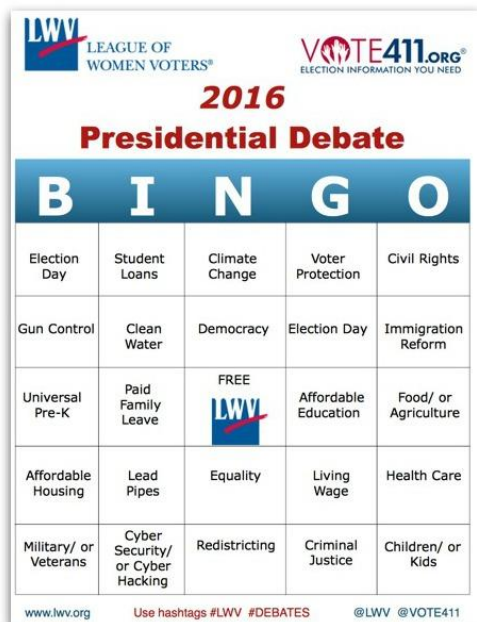 LWV
LEAGUE OF
WOMEN VOTERS®
VOTE411.ORG®
ELECTION INFORMATION YOU NEED
2016
Presidential Debate
B I N G O
Election
Day
Student
Loans
Climate
Change
Voter
Protection
Civil Rights
Gun Control
Clean
Water
Democracy
Election Day
Immigration
Reform
Universal
Pre-K
Paid
Family
Leave
FREE
LWV
Affordable
Education
Food/ or
Agriculture
Affordable
Housing
Lead
Pipes
Equality
Living
Wage
Health Care
Military/ or
Veterans
Cyber
Security/
or Cyber
Hacking
Redistricting
Criminal
Justice
Children/ or
Kids
www.lwv.org
Use hashtags #LWV #DEBATES
@LWV @VOTE411